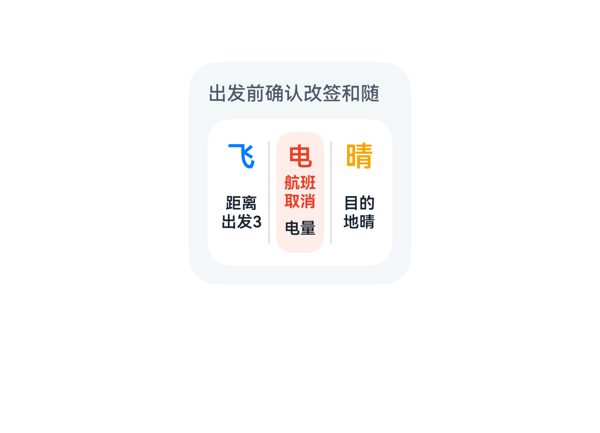 出发前确认改签和随
飞
距离
出发3
电
航班
取消
电量
晴
目的
地晴